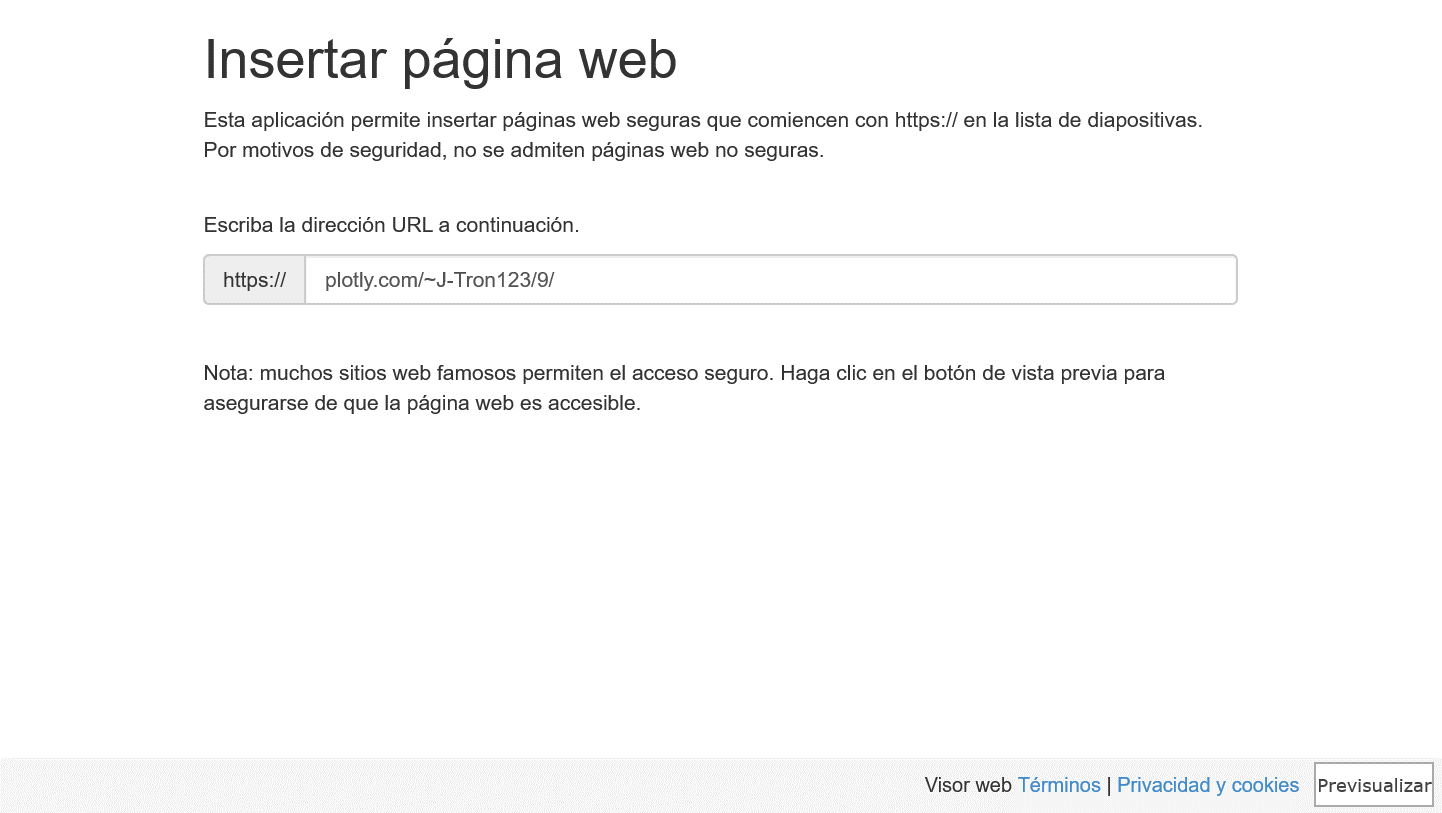 Insertar página web
Esta aplicación permite insertar páginas web seguras que comiencen con https:// en la lista de diapositivas.
Por motivos de seguridad, no se admiten páginas web no seguras.
Escriba la dirección URL a continuación.
https:// plotly.com/~J-Tron123/9/
Nota: muchos sitios web famosos permiten el acceso seguro. Haga clic en el botón de vista previa para
asegurarse de que la página web es accesible.
Visor web Términos | Privacidad y cookies Previsualizar